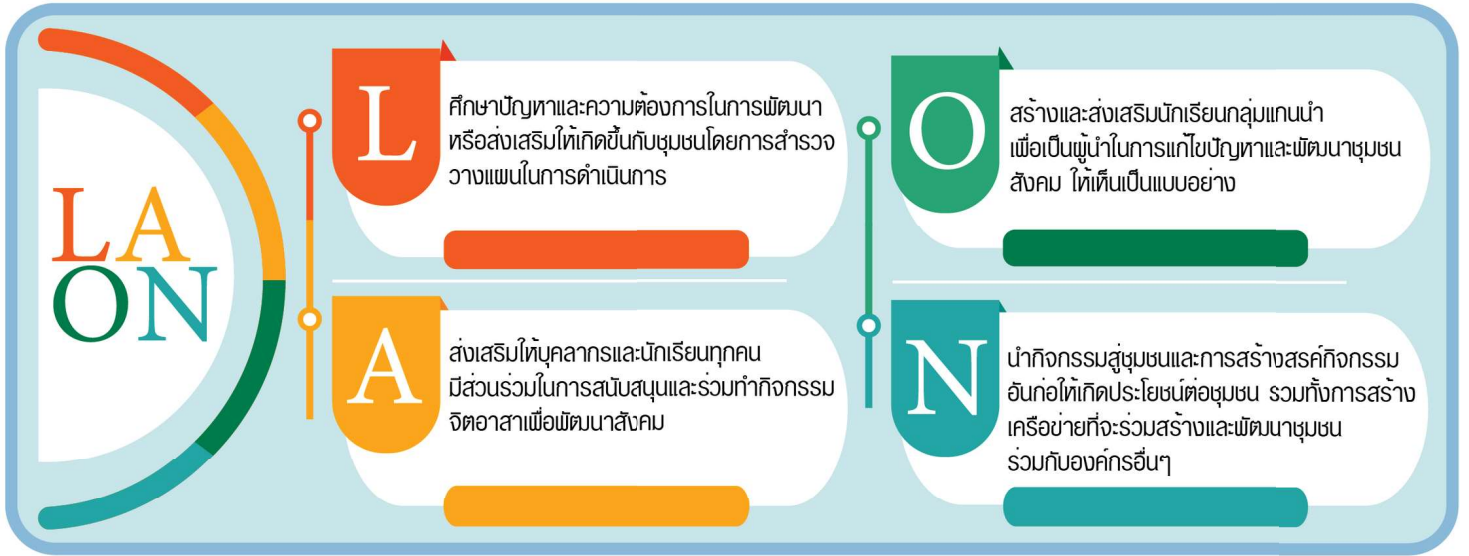 LA
ON
L
ศึกษาปัญหาและความต้องการในการพัฒนา
หรือส่งเสริมให้เกิดขึ้นกับชุมชนโดยการสำรวจ
วางแผนในการดำเนินการ
A
ส่งเสริมให้บุคลากรและนักเรียนทุกคน
มีส่วนร่วมในการสนับสนุนและร่วมทำกิจกรรม
จิตอาสาเพื่อพัฒนาสังคม
O
สร้างและส่งเสริมนักเรียนกลุ่มแกนนำ
เพื่อเป็นผู้นำในการแก้ไขปัญหาและพัฒนาชุมชน
สังคม ให้เห็นเป็นแบบอย่าง
N
นำกิจกรรมสู่ชุมชนและการสร้างสรค์กิจกรรม
อันก่อให้เกิดประโยชน์ต่อชุมชน รวมทั้งการสร้าง
เครือข่ายที่จะร่วมสร้างและพัฒนาชุมชน
ร่วมกับองค์กรอื่นๆ